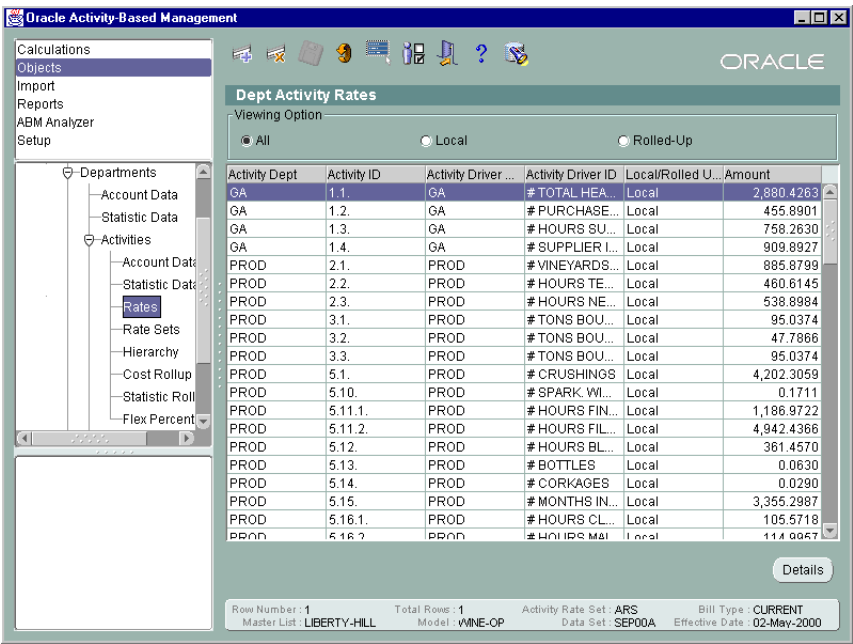 Oracle Activity-Based Management
Calculations
Objects
Import
Reports
ABM Analyzer
Setup
ORACLE
Departments
Account Data
Statistic Data
Activities
Account Data
Statistic Data
Rates
Rate Sets
Hierarchy
Cost Rollup
Statistic Roll
Flex Percent
Dept Activity Rates
Viewing Option
All Local Rolled-Up
Activity Dept Activity ID Activity Driver ... Activity Driver ID Local/Rolled U... Amount
GA 1.1. GA # TOTAL HEA... Local 2,880.4263
GA 1.2. GA # PURCHASE... Local 455.8901
GA 1.3. GA # HOURS SU... Local 758.2630
GA 1.4. GA # SUPPLIER I... Local 909.8927
PROD 2.1. PROD # VINEYARDS... Local 885.8799
PROD 2.2. PROD # HOURS TE... Local 460.6145
PROD 2.3. PROD # HOURS NE... Local 538.8984
PROD 3.1. PROD # TONS BOU... Local 95.0374
PROD 3.2. PROD # TONS BOU... Local 47.7866
PROD 3.3. PROD # TONS BOU... Local 95.0374
PROD 5.1. PROD # CRUSHINGS Local 4,202.3059
PROD 5.10. PROD # SPARK. WI... Local 0.1711
PROD 5.11.1. PROD # HOURS FIN... Local 1,186.9722
PROD 5.11.2. PROD # HOURS FIL... Local 4,942.4366
PROD 5.12. PROD # HOURS BL... Local 361.4570
PROD 5.13. PROD # BOTTLES Local 0.0630
PROD 5.14. PROD # CORKAGES Local 0.0290
PROD 5.15. PROD # MONTHS IN... Local 3,355.2987
PROD 5.16.1. PROD # HOURS CL... Local 105.5718
PROD 5.16.2. PROD # HOURS MAI... Local 114.9957
Details
Row Number : 1 Total Rows : 1 Activity Rate Set : ARS Bill Type : CURRENT
Master List : LIBERTY-HILL Model : WINE-OP Data Set : SEP00A Effective Date : 02-May-2000